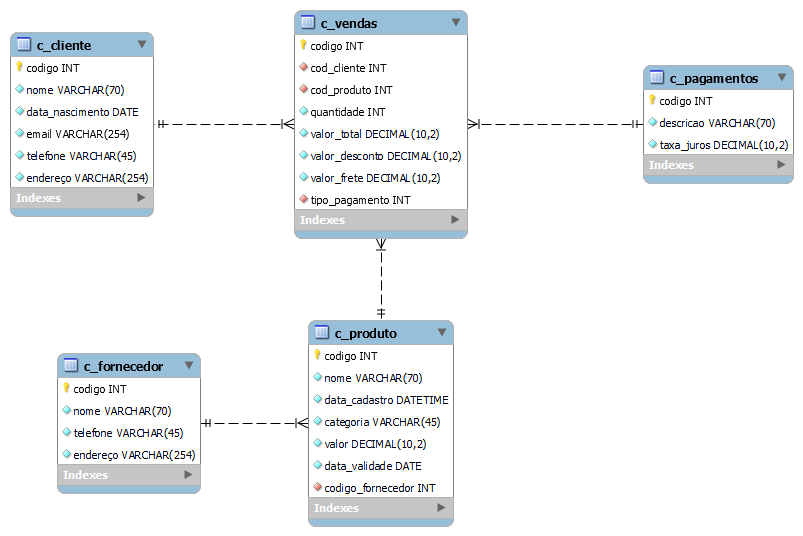 c_cliente
codigo INT
nome VARCHAR(70)
data_nascimento DATE
email VARCHAR(254)
telefone VARCHAR(45)
endereço VARCHAR(254)
Indexes
c_vendas
codigo INT
cod_cliente INT
cod_produto INT
quantidade INT
valor_total DECIMAL(10,2)
valor_desconto DECIMAL(10,2)
valor_frete DECIMAL(10,2)
tipo_pagamento INT
Indexes
c_pagamentos
codigo INT
descricao VARCHAR(70)
taxa_juros DECIMAL(10,2)
Indexes
c_fornecedor
codigo INT
nome VARCHAR(70)
telefone VARCHAR(45)
endereço VARCHAR(254)
Indexes
c_produto
codigo INT
nome VARCHAR(70)
data_cadastro DATETIME
categoria VARCHAR(45)
valor DECIMAL(10,2)
data_validade DATE
codigo_fornecedor INT
Indexes